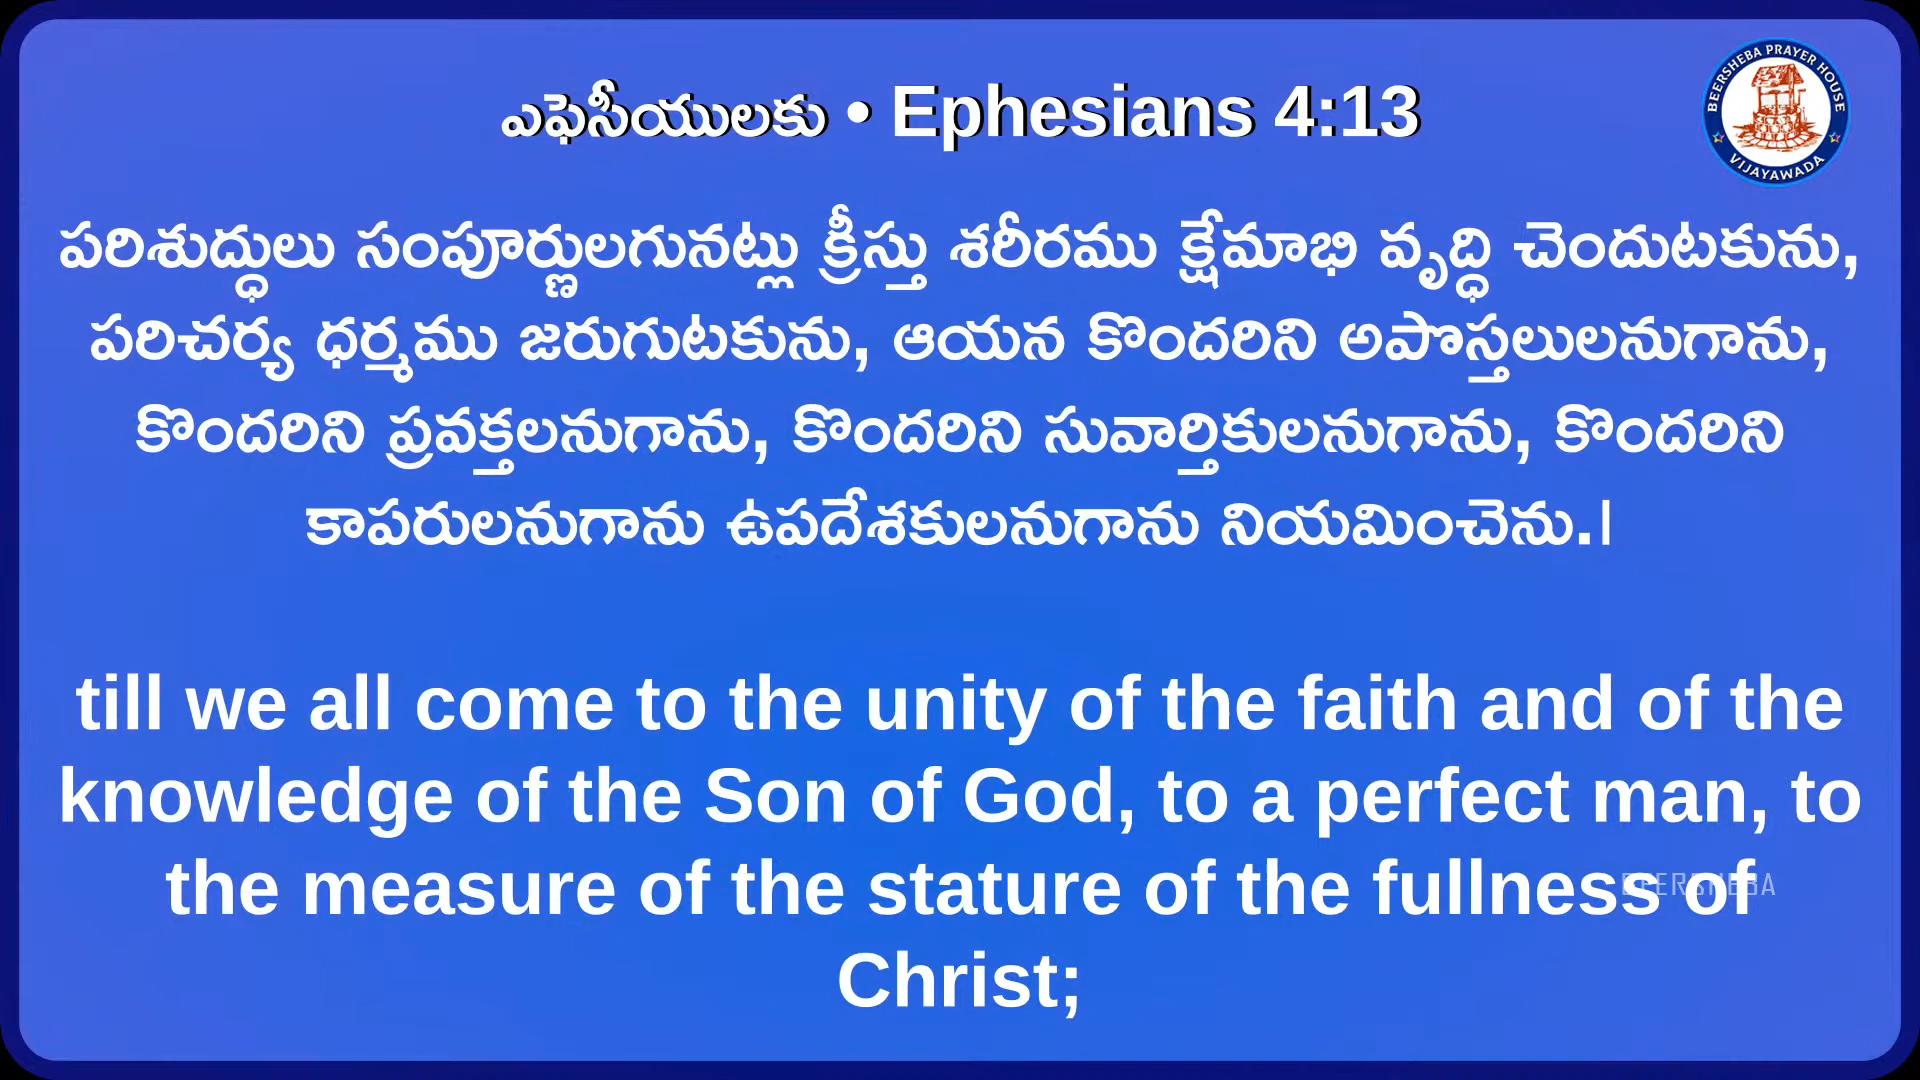 ఎఫెసీయులకు • Ephesians 4:13
BEERSHEBA PRAYER HOUSE
VIJAYAWADA
పరిశుద్ధులు సంపూర్ణులగునట్లు క్రీస్తు శరీరము క్షేమాభి వృద్ధి చెందుటకును,
పరిచర్య ధర్మము జరుగుటకును, ఆయన కొందరిని అపొస్తలులనుగాను,
కొందరిని ప్రవక్తలనుగాను, కొందరిని సువార్తికులనుగాను, కొందరిని
కాపరులనుగాను ఉపదేశకులనుగాను నియమించెను.|
till we all come to the unity of the faith and of the
knowledge of the Son of God, to a perfect man, to
the measure of the stature of the fullness of
Christ;
BEERSHEBA